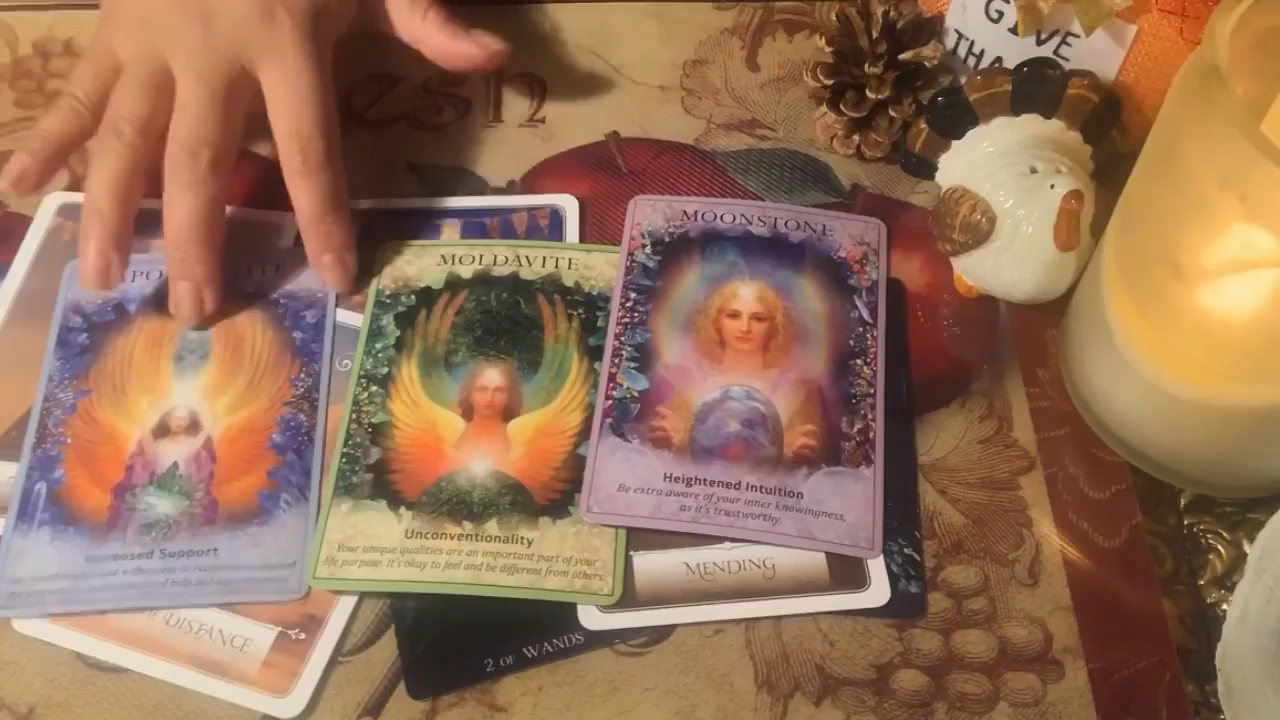 GIVE
esh
MOLDAVITE
MOONSTONE
Support
Unconventionality
Your unique qualities are an important part of your
life purpose. It's okay to feel and be different from others.
Heightened Intuition
Be extra aware of your inner knowingness,
as it's trustworthy.
MENDING
DISTANCE
2 OF WANDS